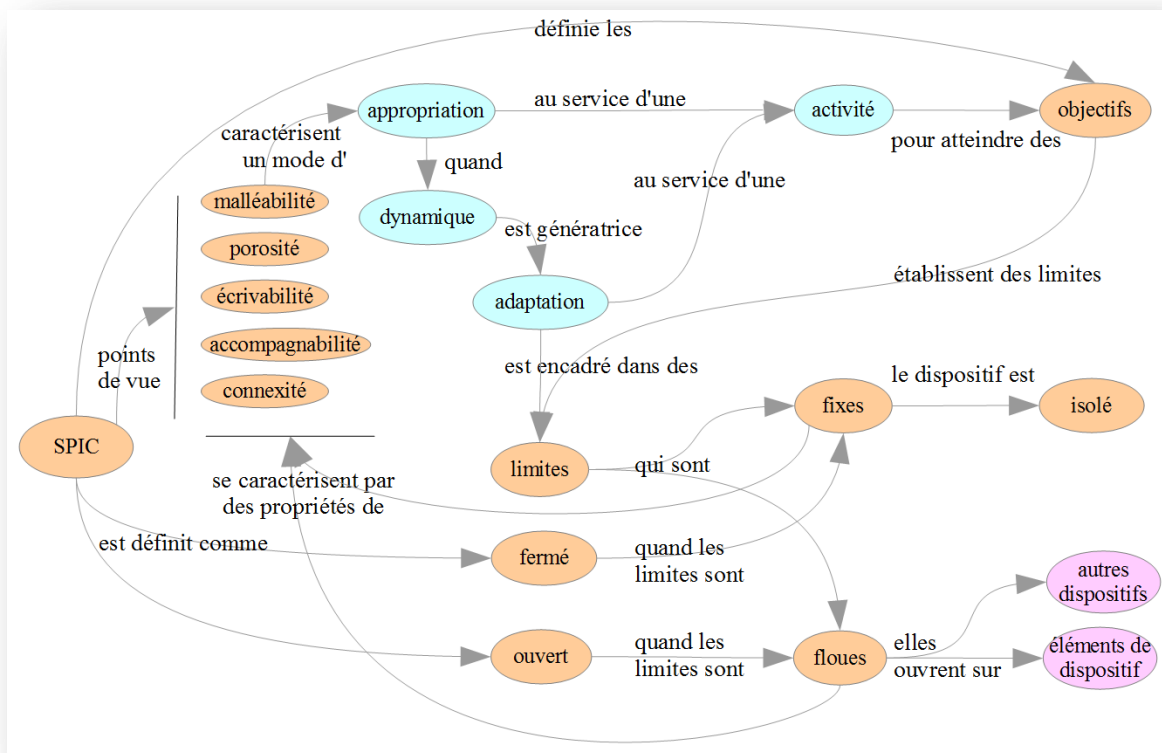 définie les
appropriation
au service d'une
activité
objectifs
pour atteindre des
caractérisent
un mode d'
quand
au service d'une
malléabilité
dynamique
est génératrice
porosité
écrivabilité
adaptation
établissent des limites
accompagnabilité
points
de vue
connexité
est encadré dans des
le dispositif est
fixes
isolé
SPIC
limites
qui sont
se caractérisent par
des propriétés de
est définit comme
fermé
quand les
limites sont
autres
dispositifs
ouvert
quand les
limites sont
floues
elles
ouvrent sur
éléments de
dispositif